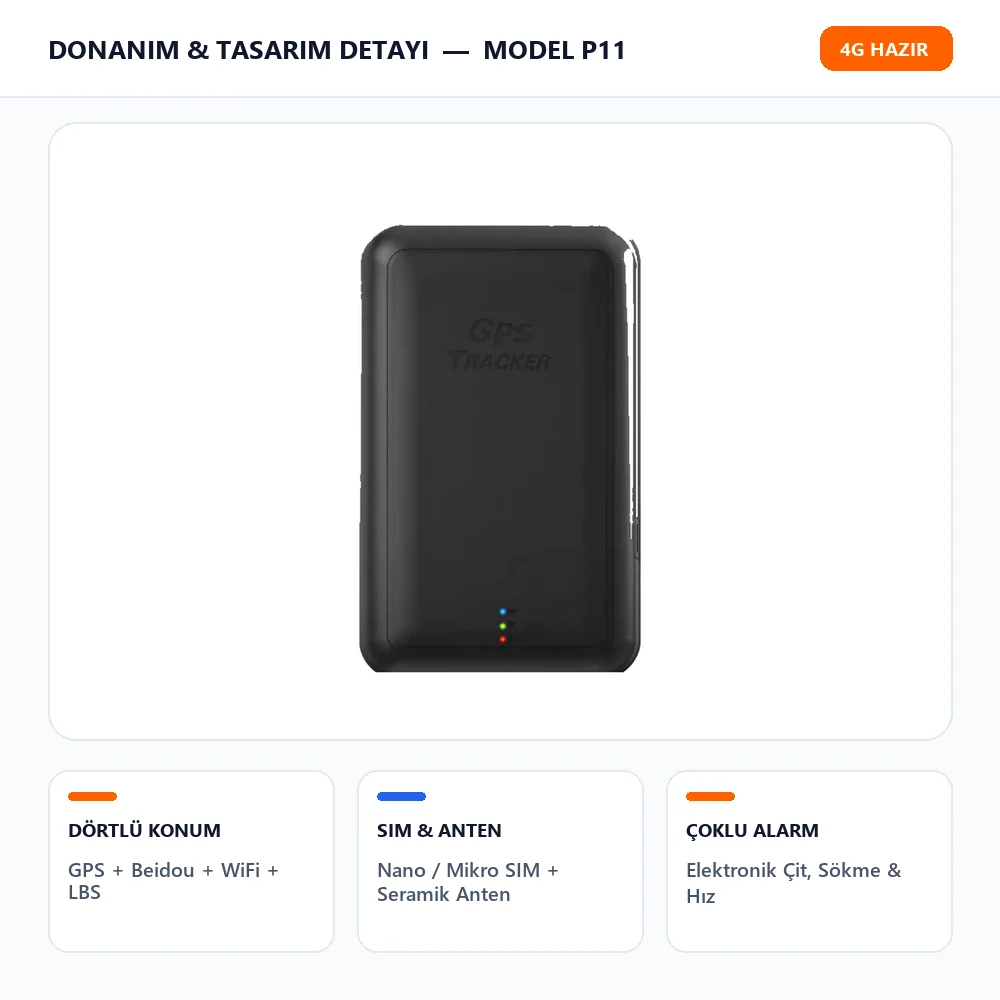 DONANIM & TASARIM DETAYI — MODEL P11
4G HAZIR
GPS
TRACKER
DÖRTLÜ KONUM
GPS + Beidou + WiFi +
LBS
SIM & ANTEN
Nano / Mikro SIM +
Seramik Anten
ÇOKLU ALARM
Elektronik Çit, Sökme &
Hız